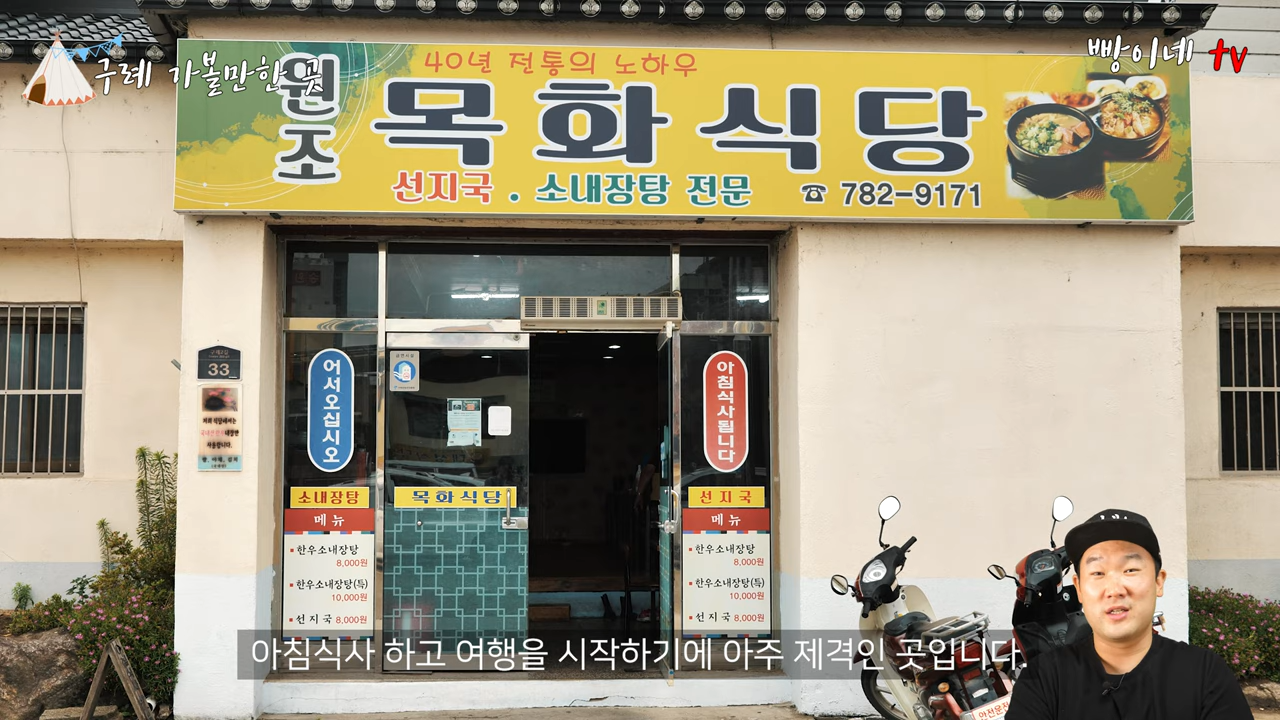 구례 가볼만한 곳
빵이네 tv
원조
40년 전통의 노하우
목화식당
선지국 . 소내장탕 전문
☎ 782-9171
33
어서오십시오
아침식사됩니다
소내장탕
메뉴
한우소내장탕
8,000원
한우소내장탕(특)
10,000원
선지국 8,000원
목화식당
선지국
메뉴
한우소내장탕
8,000원
한우소내장탕(특)
10,000원
선지국 8,000원
아침식사 하고 여행을 시작하기에 아주 제격인 곳입니다.